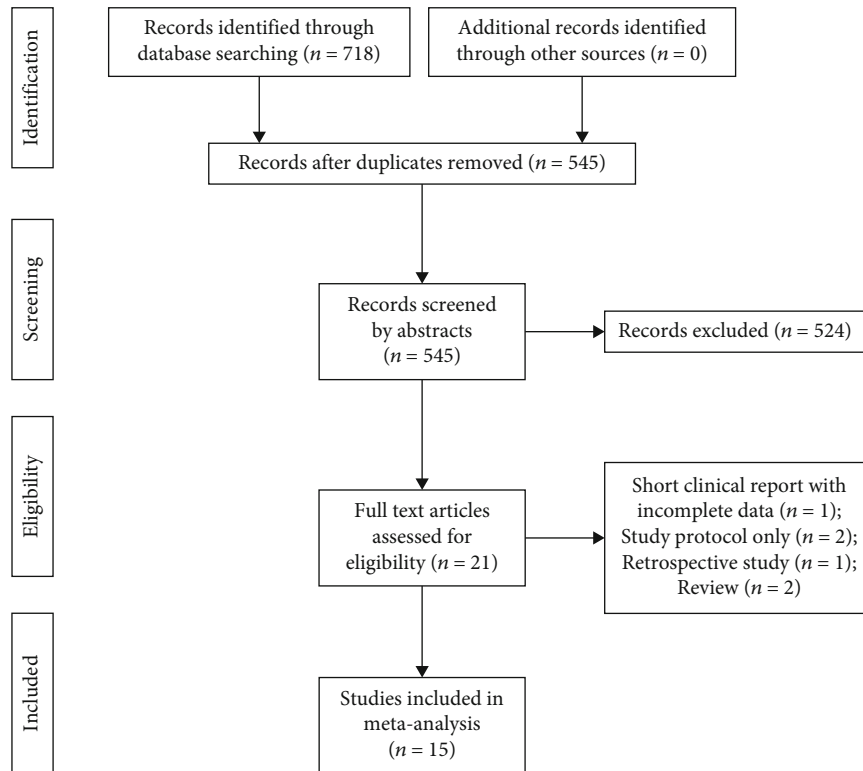 Identification
Records identified through
database searching (n = 718)
Additional records identified
through other sources (n = 0)
Records after duplicates removed (n = 545)
Screening
Records screened
by abstracts
(n = 545)
Records excluded (n = 524)
Eligibility
Full text articles
assessed for
eligibility (n = 21)
Short clinical report with
incomplete data (n = 1);
Study protocol only (n = 2);
Retrospective study (n = 1);
Review (n = 2)
Included
Studies included in
meta-analysis
(n = 15)